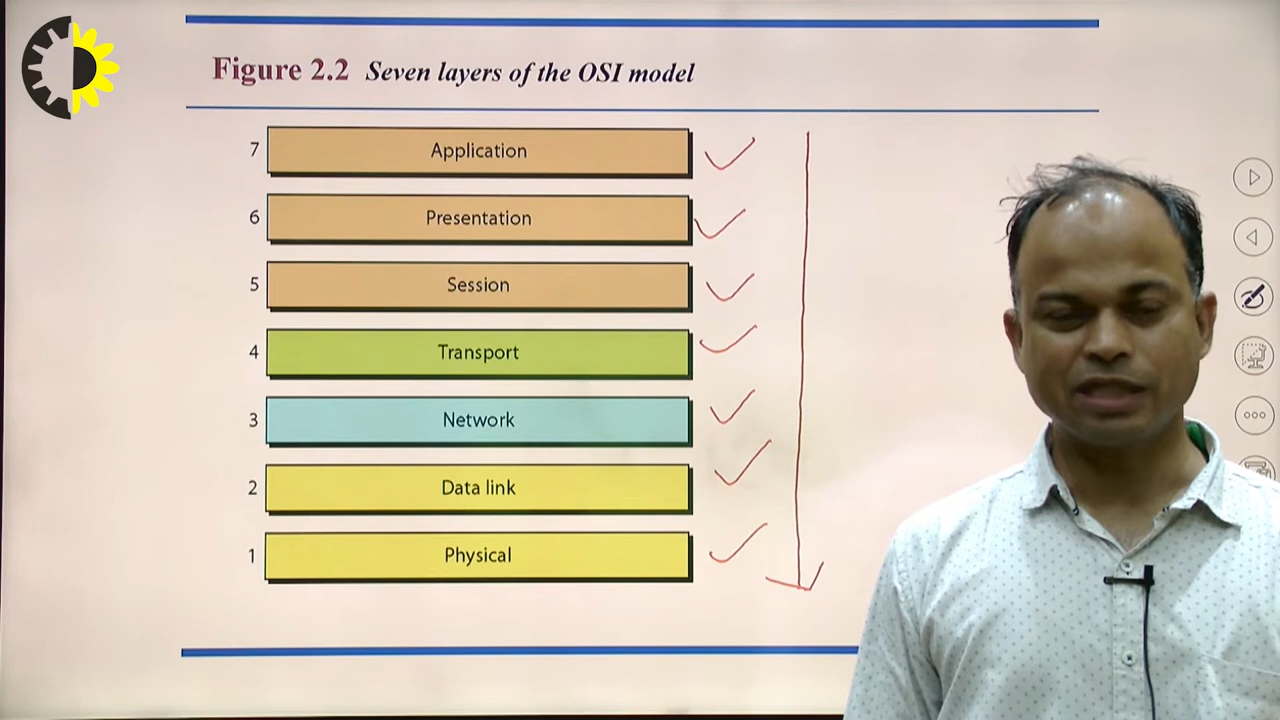 Figure 2.2 Seven layers of the OSI model
7 Application
6 Presentation
5 Session
4 Transport
3 Network
2 Data link
1 Physical